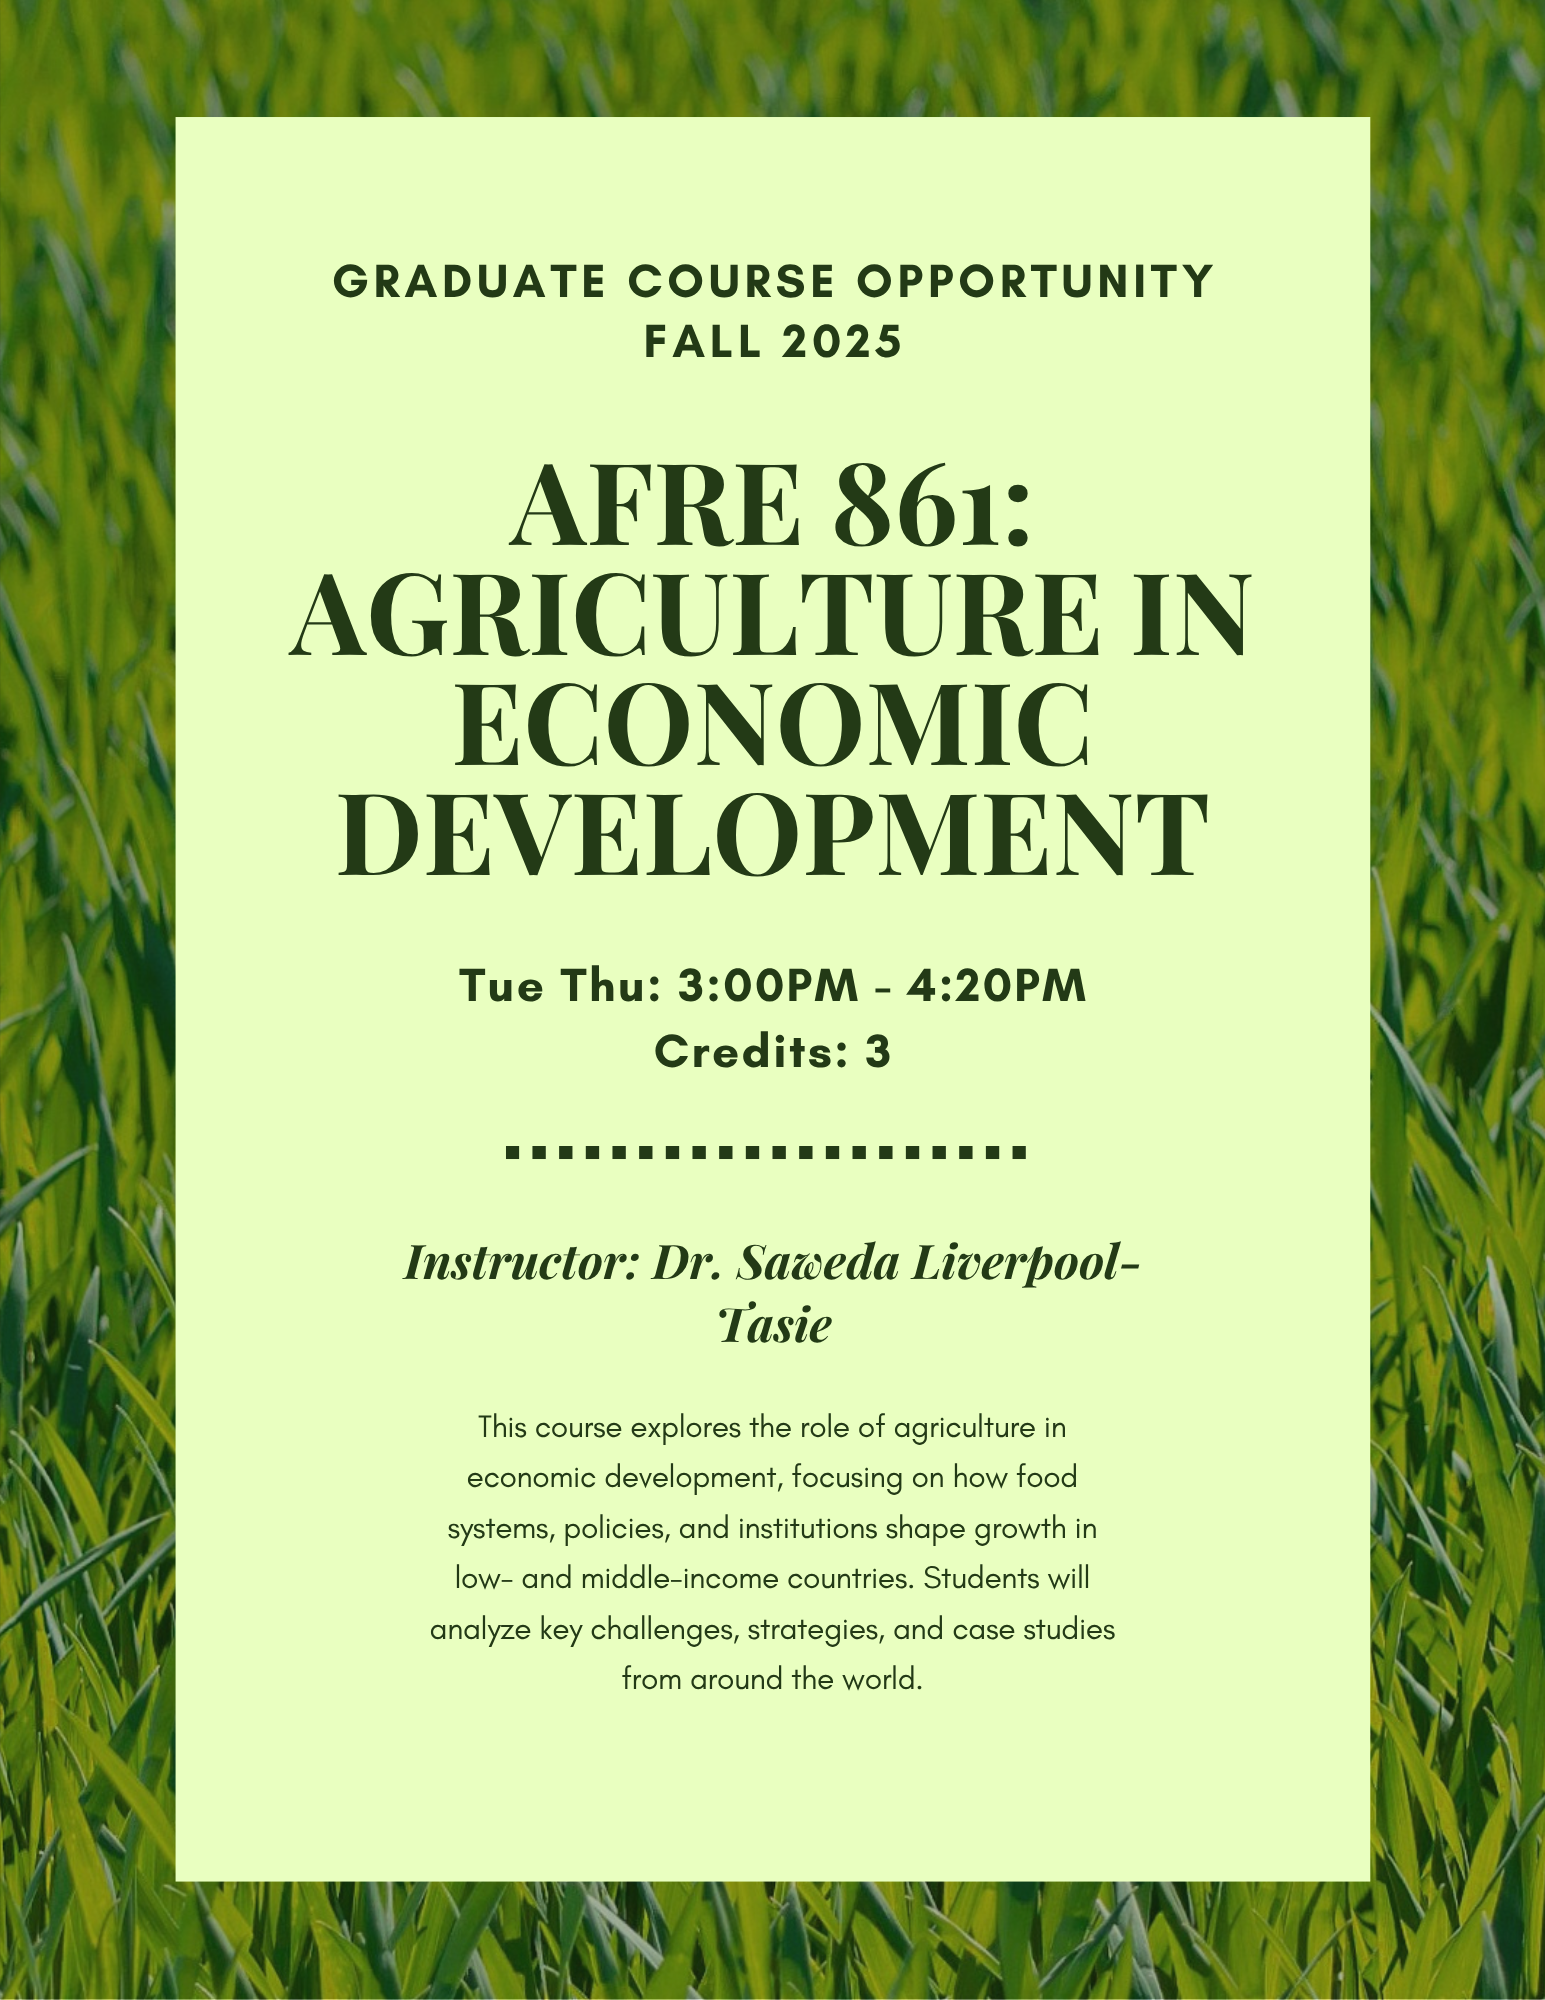 GRADUATE COURSE OPPORTUNITY
FALL 2025
AFRE 861:
AGRICULTURE IN
ECONOMIC
DEVELOPMENT
Tue Thu: 3:00PM - 4:20PM
Credits: 3
Instructor: Dr. Saweda Liverpool-
Tasie
This course explores the role of agriculture in
economic development, focusing on how food
systems, policies, and institutions shape growth in
low- and middle-income countries. Students will
analyze key challenges, strategies, and case studies
from around the world.